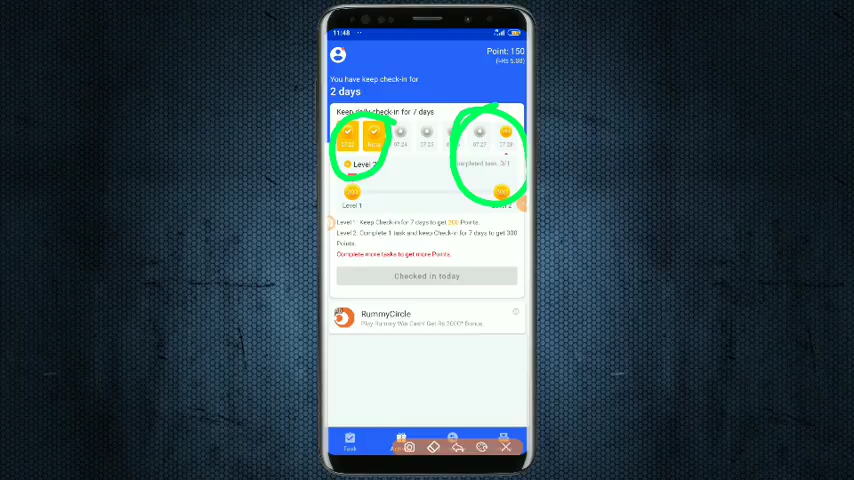 11:48
Point: 150
(≈Rs 5.00)
You have keep check-in for
2 days
Keep daily check-in for 7 days
07.22 07.24 07.25 07.27 07.28
Level
Level 1
Level 1: Keep Check-in for 7 days to get 200 Points.
Level 2: Complete 1 task and keep Check-in for 7 days to get 300
Points.
Complete more tasks to get more Points.
Checked in today
RummyCircle
Play Rummy Win Cash! Get Rs 2000* Bonus.
Task